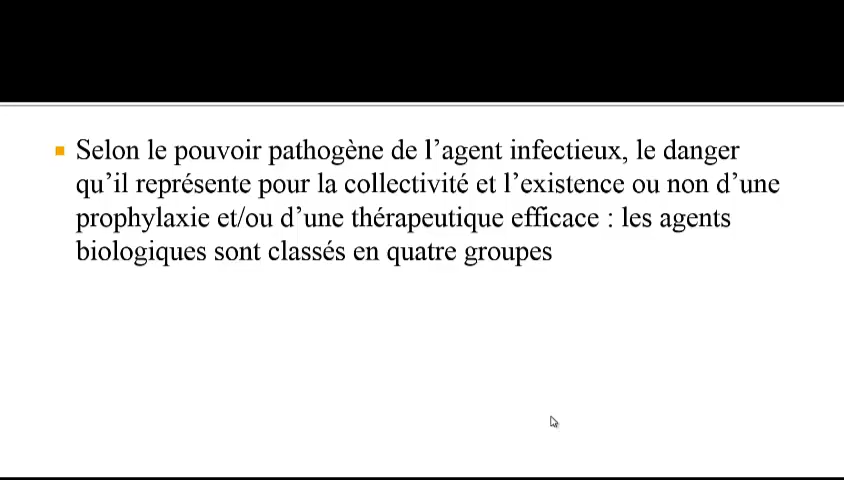 Selon le pouvoir pathogène de l’agent infectieux, le danger
qu’il représente pour la collectivité et l’existence ou non d’une
prophylaxie et/ou d’une thérapeutique efficace : les agents
biologiques sont classés en quatre groupes